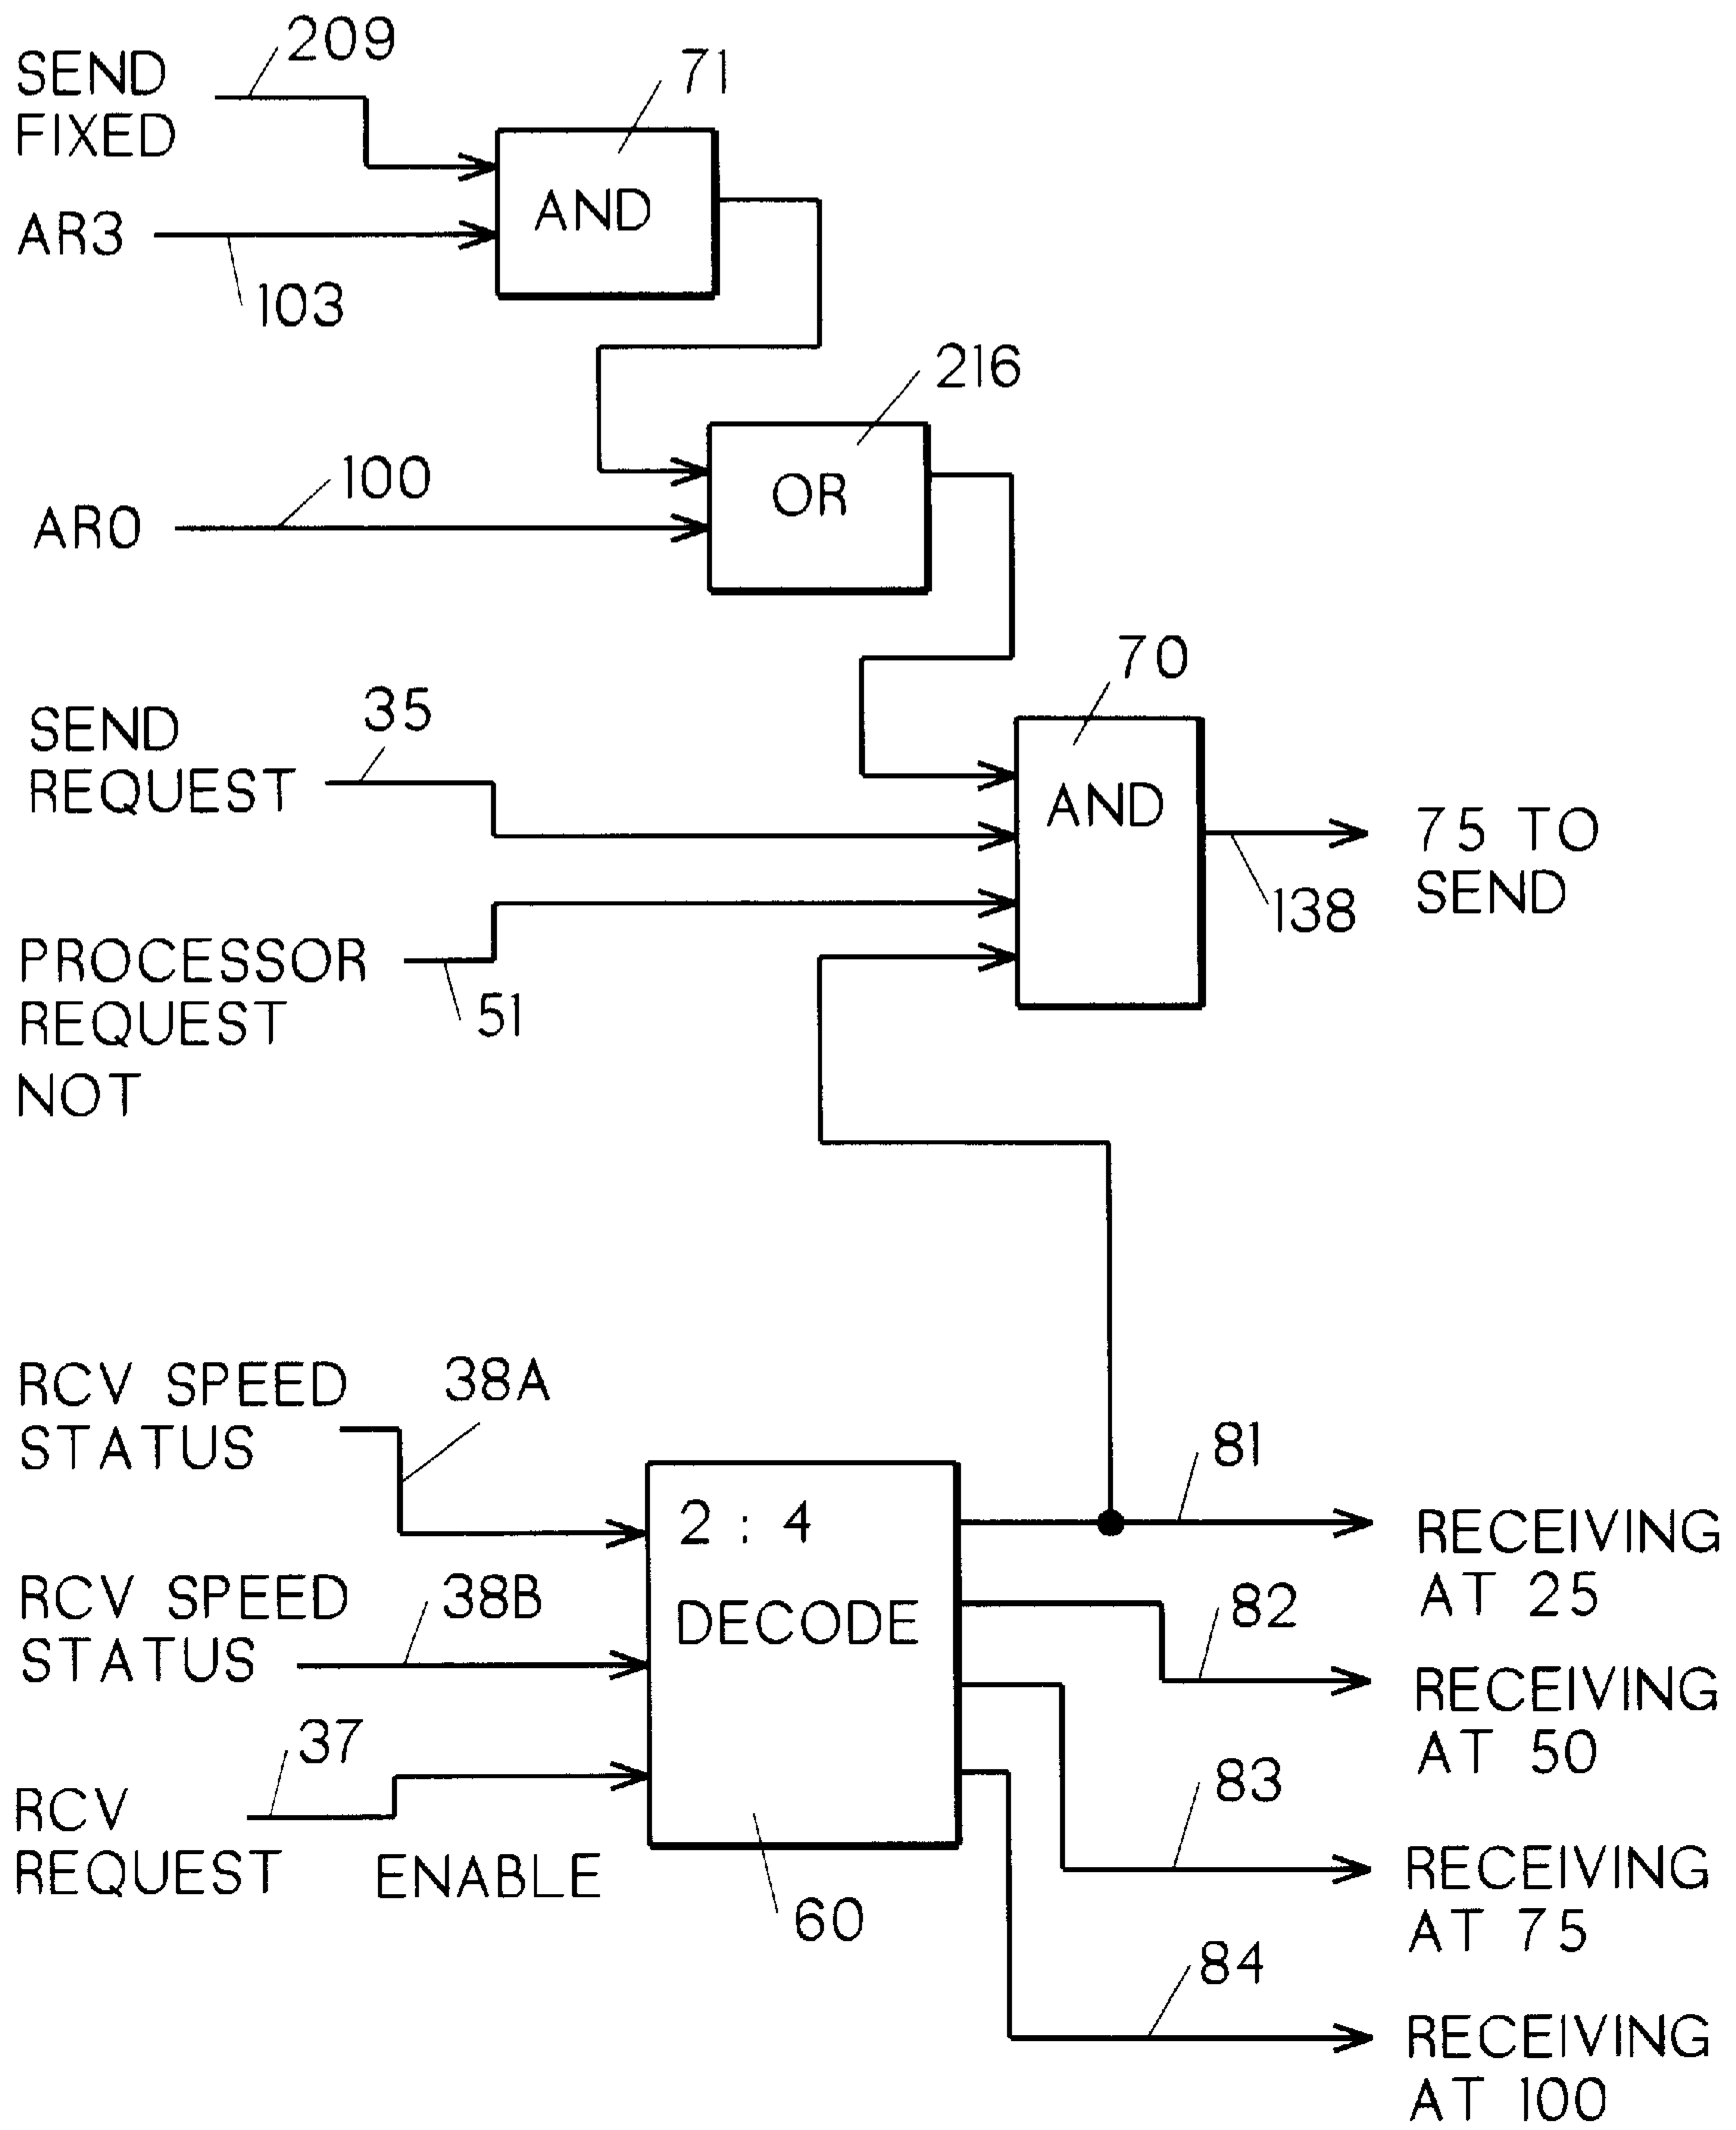 209
SEND
FIXED
71
AND
AR3
103
216
100
OR
AR0
70
SEND
REQUEST
35
AND
75 TO
SEND
138
PROCESSOR
REQUEST
NOT
51
RCV SPEED
STATUS
38A
81
2 : 4
DECODE
RECEIVING
AT 25
RCV SPEED
STATUS
38B
82
RECEIVING
AT 50
37
RCV
REQUEST
ENABLE
83
60
RECEIVING
AT 75
84
RECEIVING
AT 100